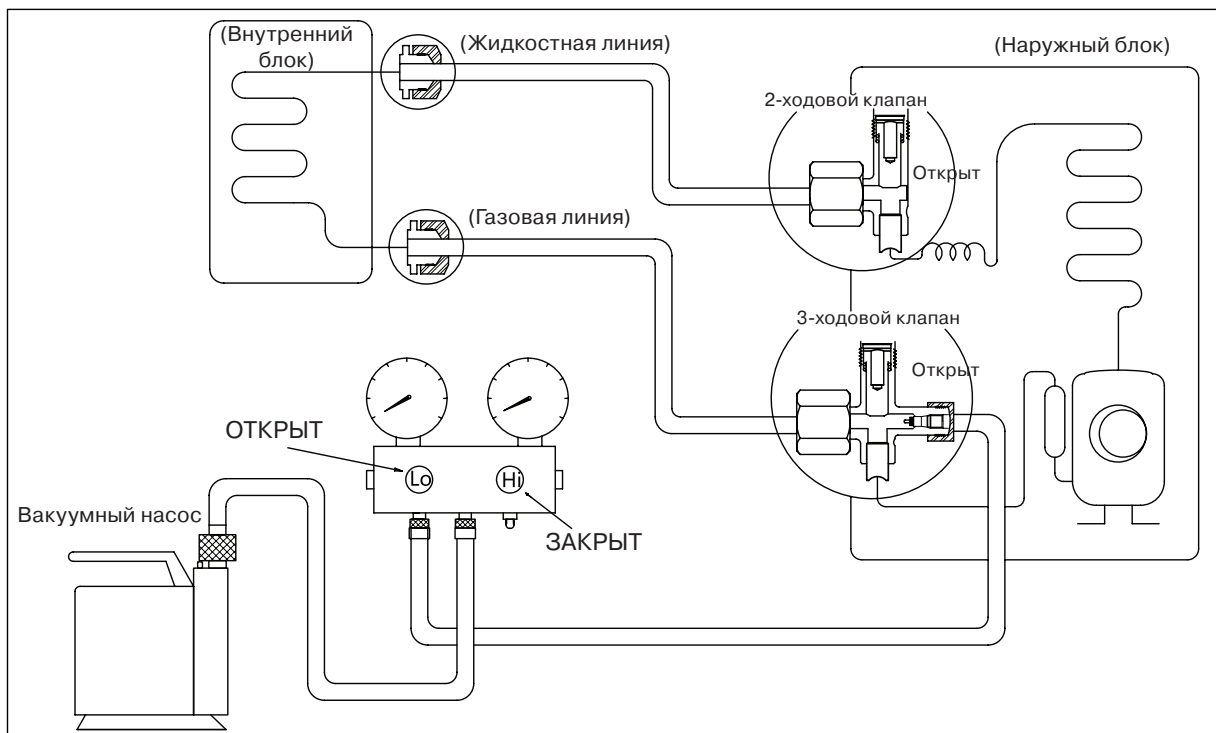 (Внутренний
блок)
(Жидкостная линия)
(Наружный блок)
2-ходовой клапан
Открыт
(Газовая линия)
3-ходовой клапан
Открыт
ОТКРЫТ
Lo
Hi
ЗАКРЫТ
Вакуумный насос